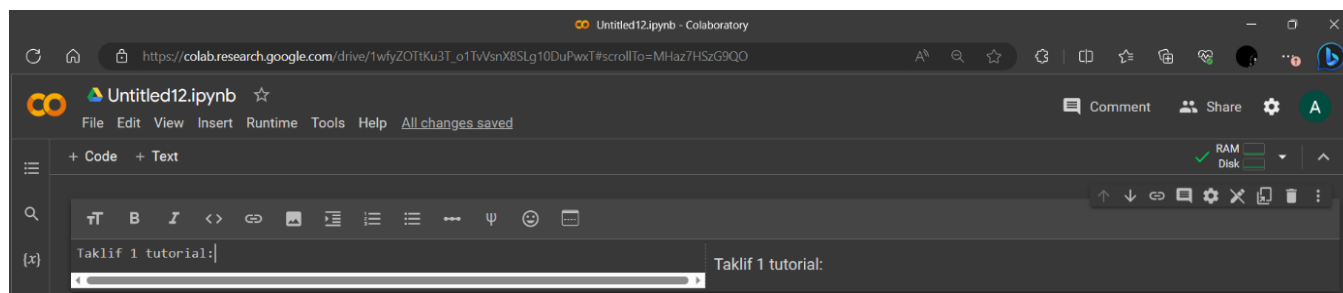 Untitled12.ipynb - Colaboratory
https://colab.research.google.com/drive/1wfyZOTtKu3T_o1TvVsnX8SLg10DuPwxT#scrollTo=MHaz7HSzG9QO
Untitled12.ipynb
Comment Share A
File Edit View Insert Runtime Tools Help All changes saved
+ Code + Text
RAM
Disk
Taklif 1 tutorial:
Taklif 1 tutorial: